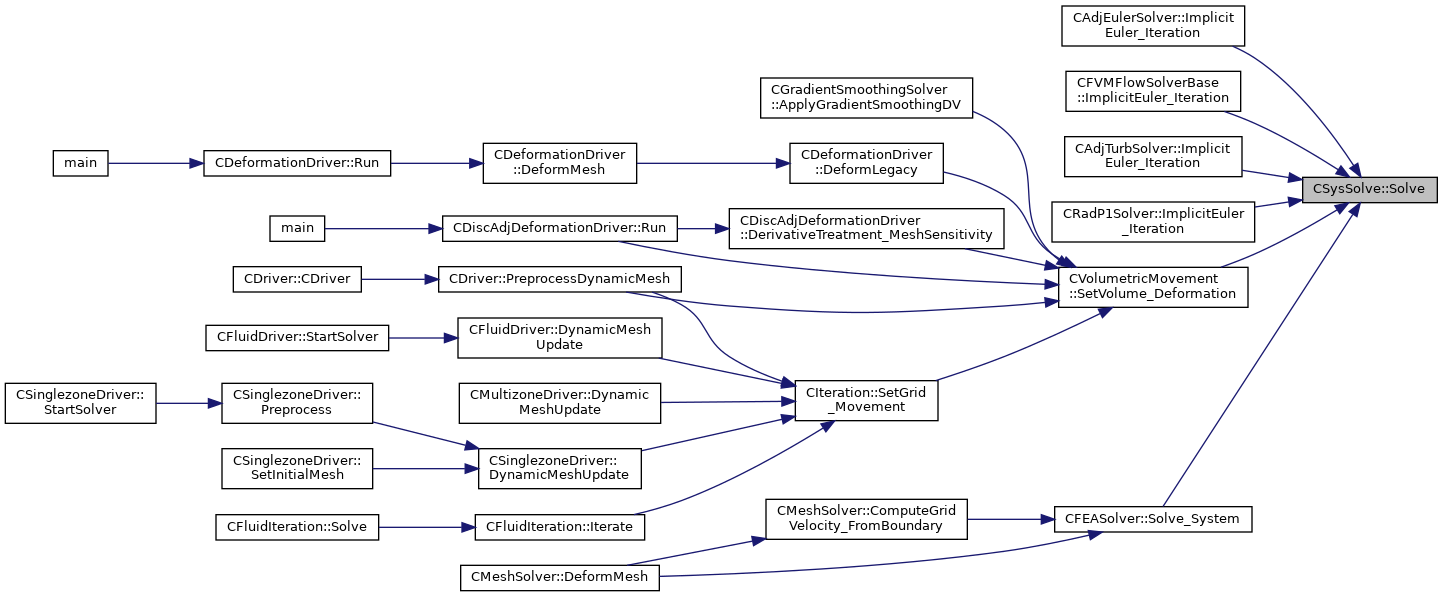 CAdjEulerSolver::Implicit
Euler_Iteration
CFVMFlowSolverBase
::ImplicitEuler_Iteration
CGradientSmoothingSolver
::ApplyGradientSmoothingDV
CAdjTurbSolver::Implicit
Euler_Iteration
main
CDeformationDriver::Run
CDeformationDriver
::DeformMesh
CDeformationDriver
::DeformLegacy
CSysSolve::Solve
CRadP1Solver::ImplicitEuler
_Iteration
main
CDiscAdjDeformationDriver::Run
CDiscAdjDeformationDriver
::DerivativeTreatment_MeshSensitivity
CDriver::CDriver
CDriver::PreprocessDynamicMesh
CVolumetricMovement
::SetVolume_Deformation
CFluidDriver::StartSolver
CFluidDriver::DynamicMesh
Update
CSinglezoneDriver::
StartSolver
CSinglezoneDriver::
Preprocess
CMultizoneDriver::Dynamic
MeshUpdate
CIteration::SetGrid
_Movement
CSinglezoneDriver::
SetInitialMesh
CSinglezoneDriver::
DynamicMeshUpdate
CFluidIteration::Solve
CFluidIteration::Iterate
CMeshSolver::ComputeGrid
Velocity_FromBoundary
CFEASolver::Solve_System
CMeshSolver::DeformMesh